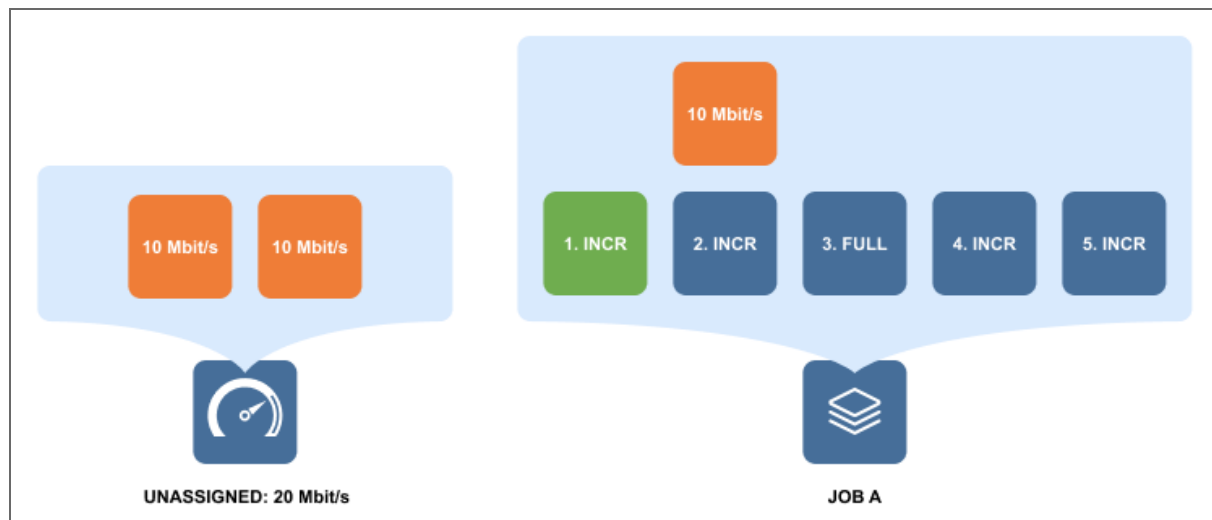 10 Mbit/s
10 Mbit/s 10 Mbit/s
1. INCR 2. INCR 3. FULL 4. INCR 5. INCR
UNASSIGNED: 20 Mbit/s
JOB A